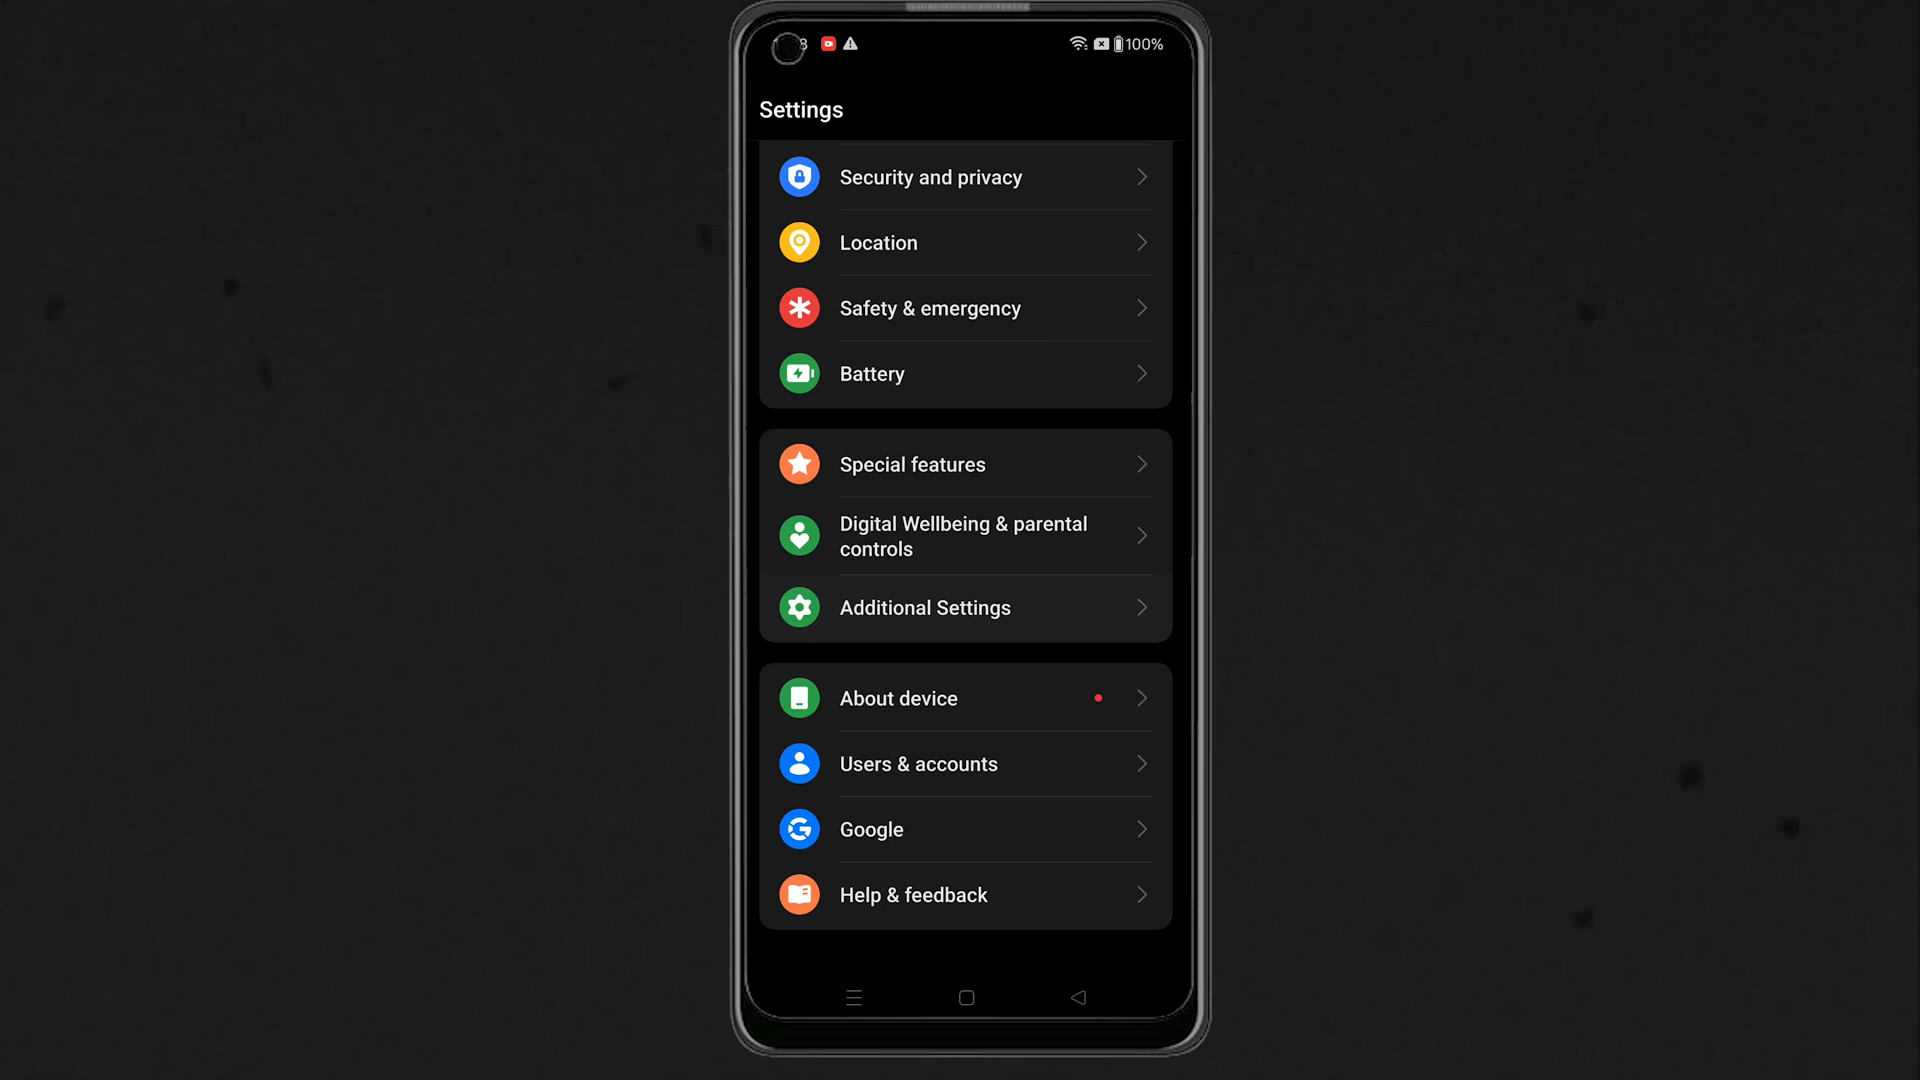 100%
Settings
Security and privacy
Location
Safety & emergency
Battery
Special features
Digital Wellbeing & parental
controls
Additional Settings
About device
Users & accounts
Google
Help & feedback